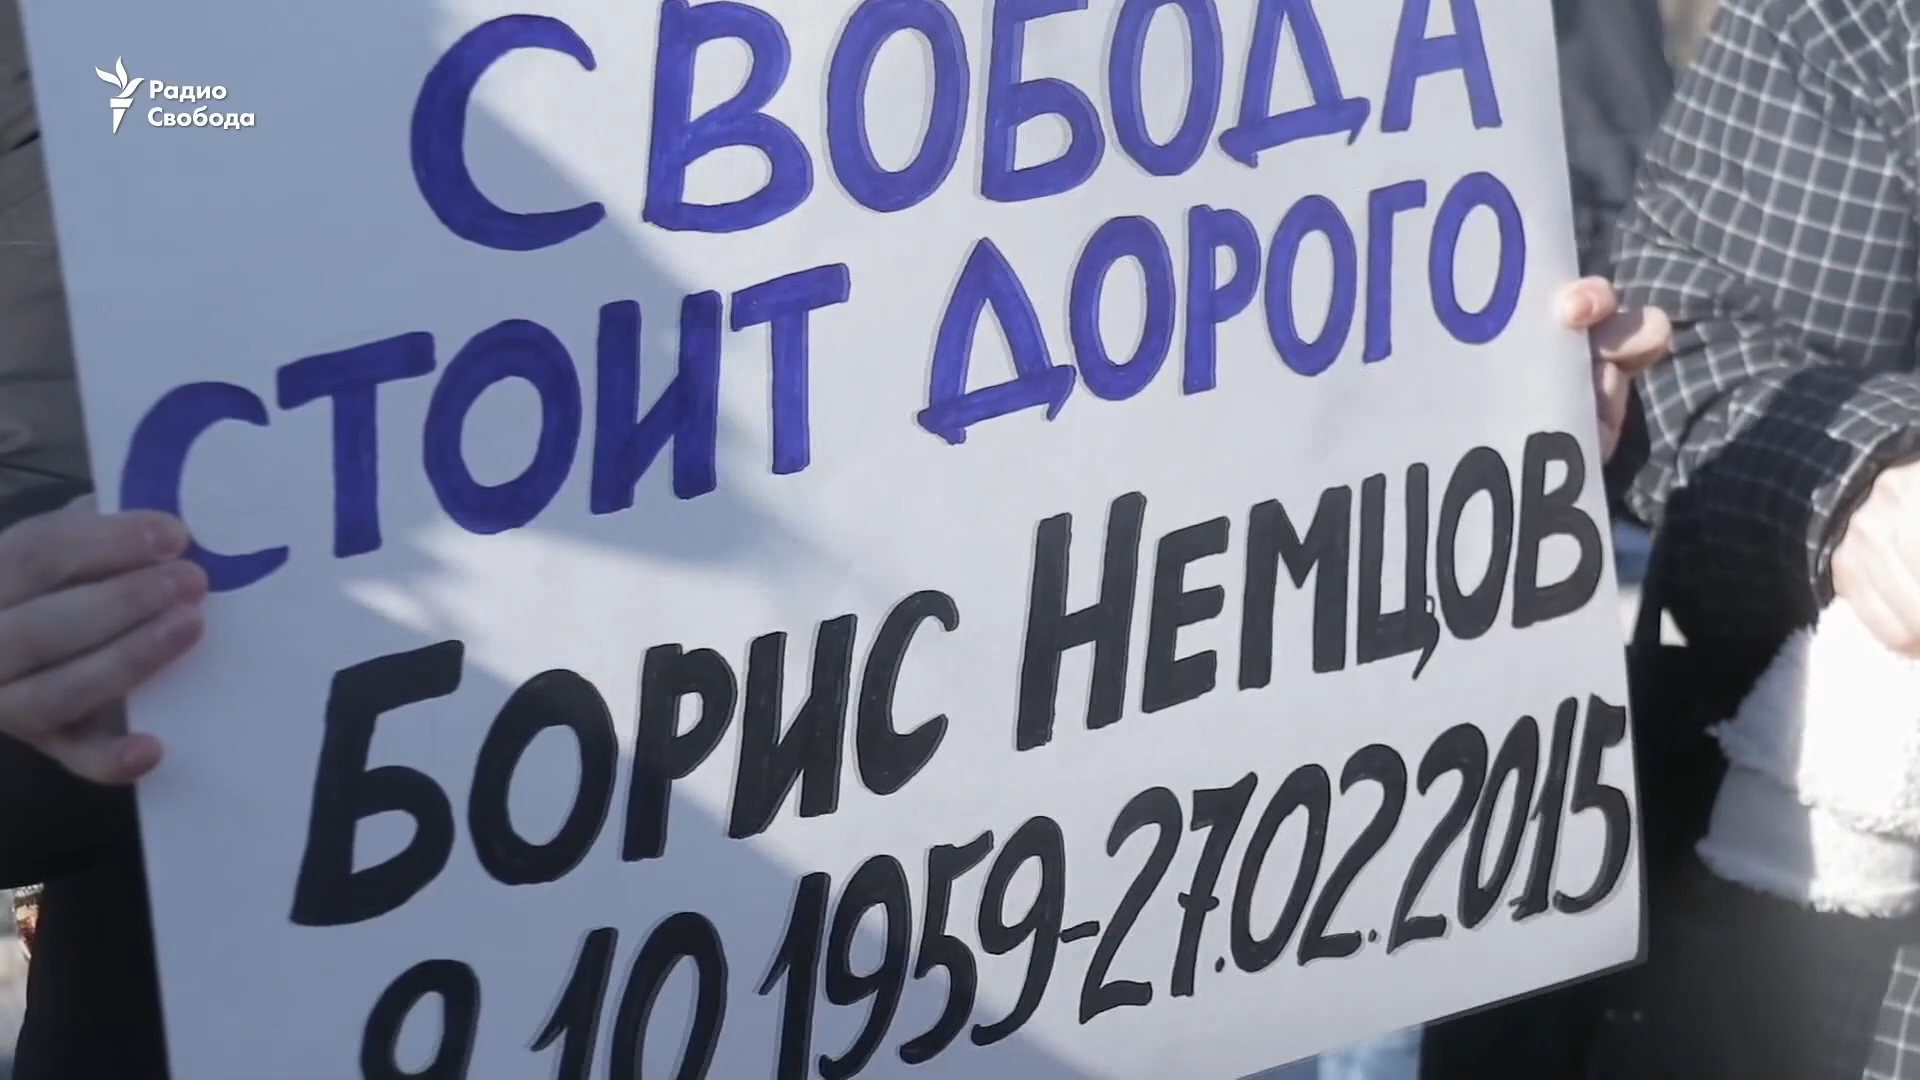 Радио
Свобода
СВОБОДА
СТОИТ ДОРОГО
БОРИС НЕМЦОВ
9.10.1959-27.02.2015